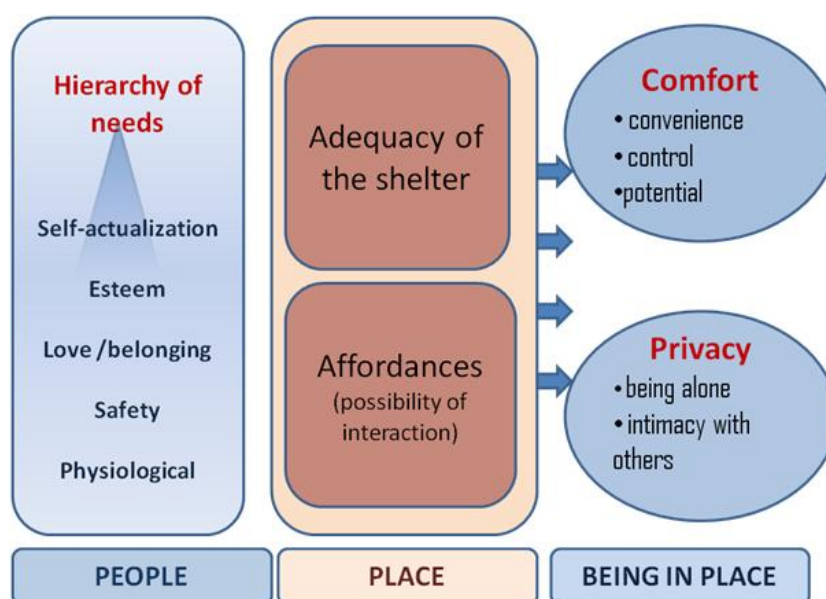 Hierarchy of
needs
Self-actualization
Esteem
Love /belonging
Safety
Physiological
Adequacy of
the shelter
Affordances
(possibility of
interaction)
Comfort
• convenience
• control
•potential
Privacy
• being alone
• intimacy with
others
PEOPLE
PLACE
BEING IN PLACE